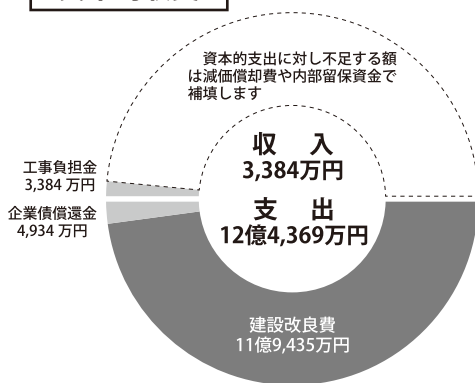 資本的支出に対し不足する額
は減価償却費や内部留保資金で
補填します
収 入
3,384万円
工事負担金
3,384 万円
支 出
12億4,369万円
企業債償還金
4,934 万円
建設改良費
11億9,435万円